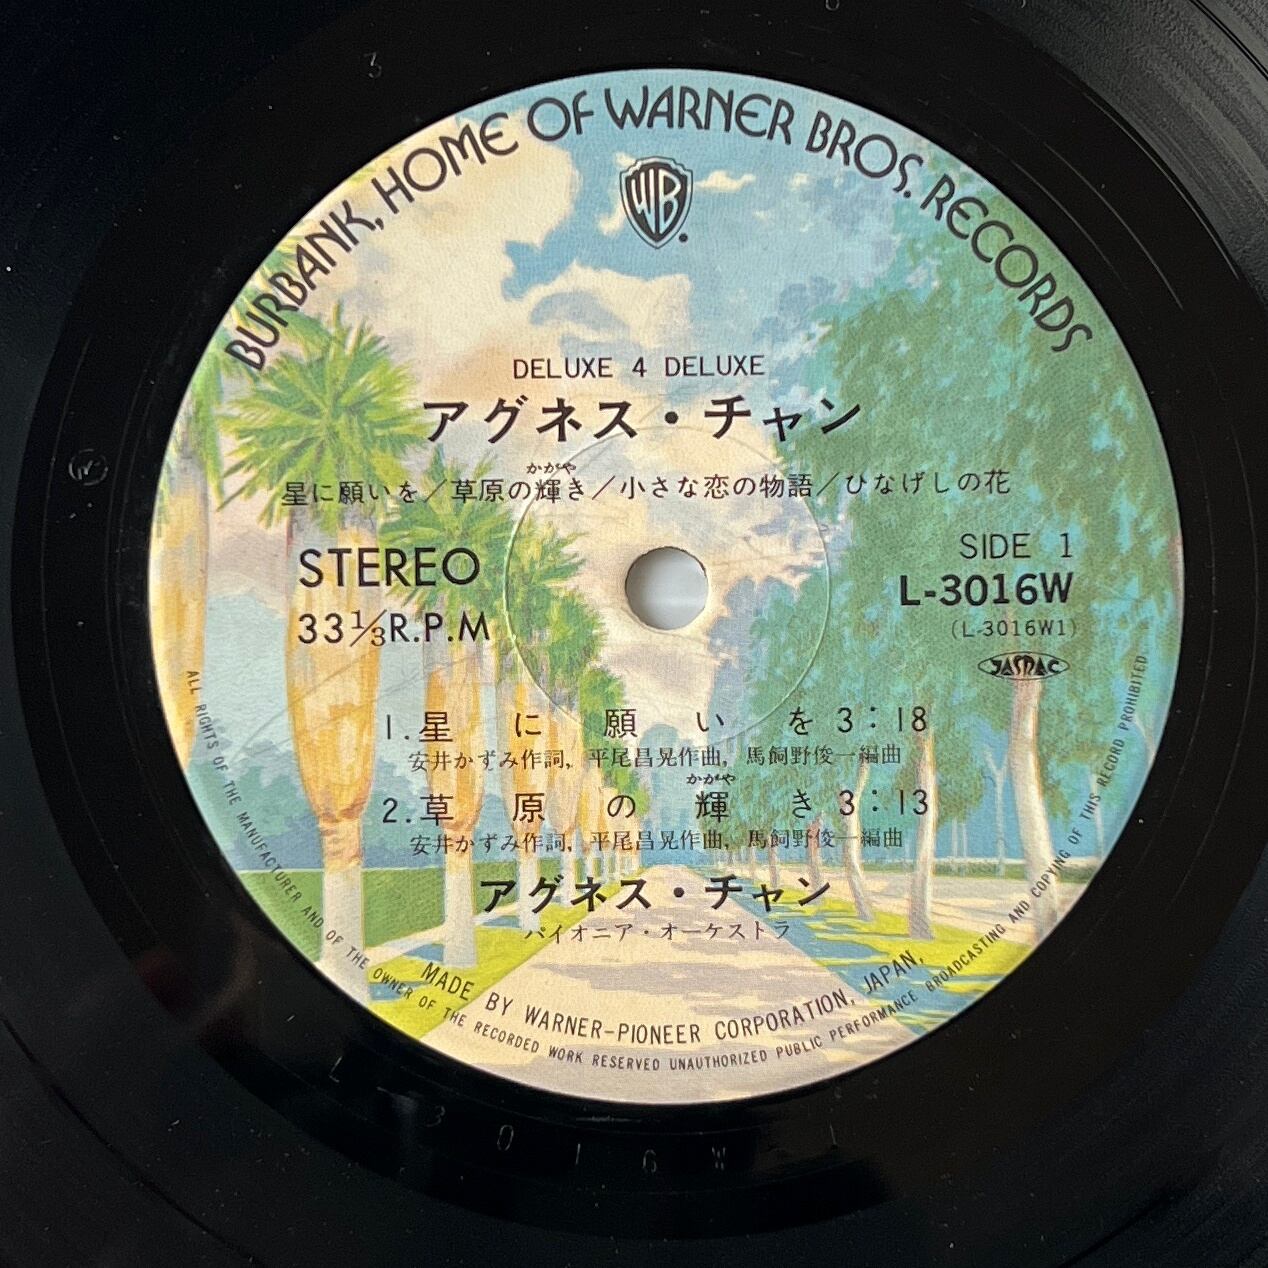 BURBANK, HOME OF WARNER BROS. RECORDS
WB
DELUXE 4 DELUXE
アグネス・チャン
かがや
星に願いを／草原の輝き／小さな恋の物語／ひなげしの花
STEREO
33⅓R.P.M
SIDE 1
L-3016W
(L-3016W1)
JASRAC
1.星に願いを 3:18
安井かずみ作詞, 平尾昌晃作曲, 馬飼野俊一編曲
かがや
2.草原の輝き 3:13
安井かずみ作詞, 平尾昌晃作曲, 馬飼野俊一編曲
アグネス・チャン
パイオニア・オーケストラ
MADE BY WARNER-PIONEER CORPORATION, JAPAN,
ALL RIGHTS OF THE MANUFACTURER AND OF THE OWNER OF THE RECORDED WORK RESERVED UNAUTHORIZED PUBLIC PERFORMANCE BROADCASTING AND COPYING OF THIS RECORD PROHIBITED
L-3016W 1
3